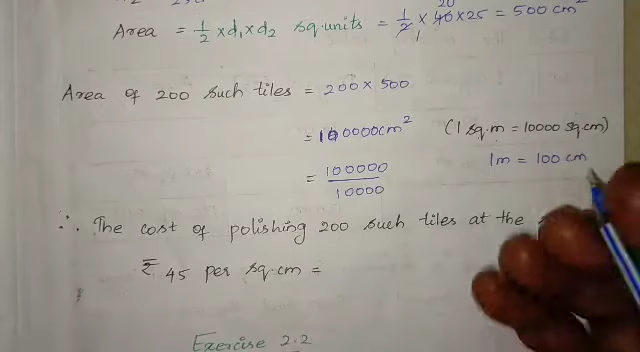 Area = 1/2 × d₁ × d₂ sq.units = 1/2 × 40 × 25 = 500 cm²
20
1
Area of 200 such tiles = 200 × 500
= 100000cm² (1 sq.m = 10000 sq.cm)
= 100000/10000 1m = 100 cm
∴ The cost of polishing 200 such tiles at the
₹ 45 per sq.cm =
Exercise 2.2